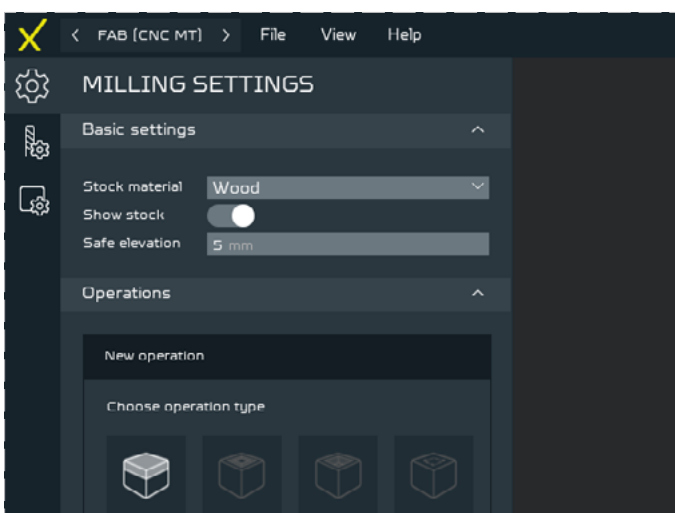 FAB (CNC MT) File View Help
MILLING SETTINGS
Basic settings
Stock material Wood
Show stock
Safe elevation 5 mm
Operations
New operation
Choose operation type